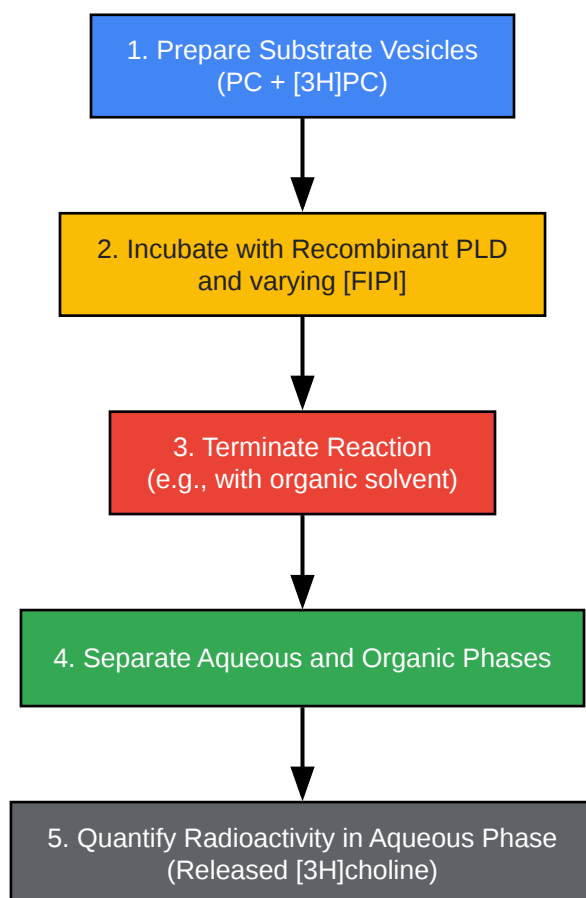 1. Prepare Substrate Vesicles
(PC + [3H]PC)
2. Incubate with Recombinant PLD
and varying [FIPI]
3. Terminate Reaction
(e.g., with organic solvent)
4. Separate Aqueous and Organic Phases
5. Quantify Radioactivity in Aqueous Phase
(Released [3H]choline)